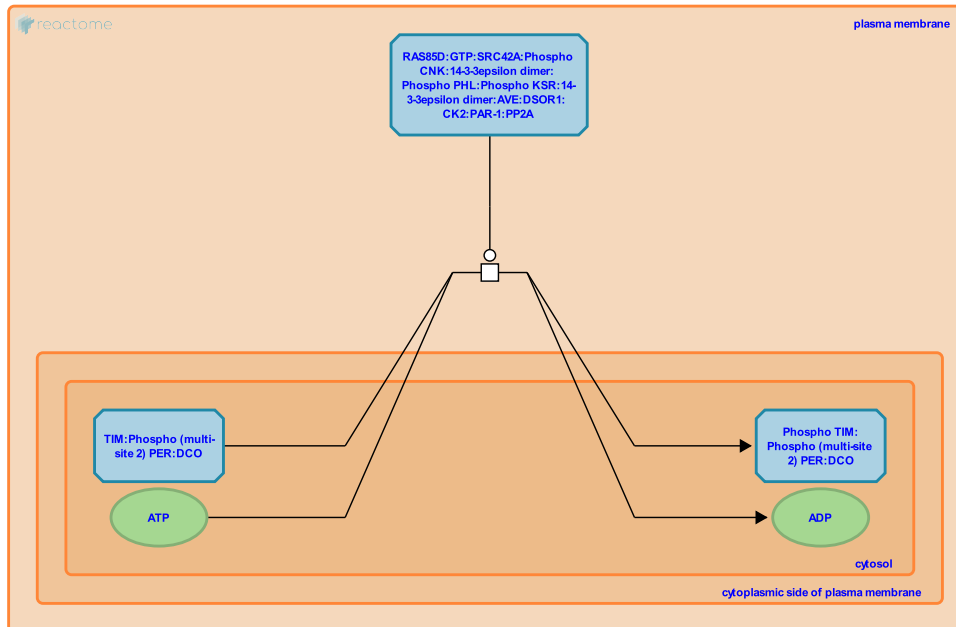 reactome
plasma membrane
RAS85D:GTP:SRC42A:Phospho
CNK:14-3-3epsilon dimer:
Phospho PHL:Phospho KSR:14-
3-3epsilon dimer:AVE:DSOR1:
CK2:PAR-1:PP2A
TIM:Phospho (multi-
site 2) PER:DCO
Phospho TIM:
Phospho (multi-site
2) PER:DCO
ATP
ADP
cytosol
cytoplasmic side of plasma membrane